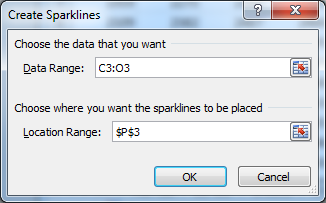 Create Sparklines
Choose the data that you want
Data Range: C3:O3
Choose where you want the sparklines to be placed
Location Range: $P$3
OK Cancel